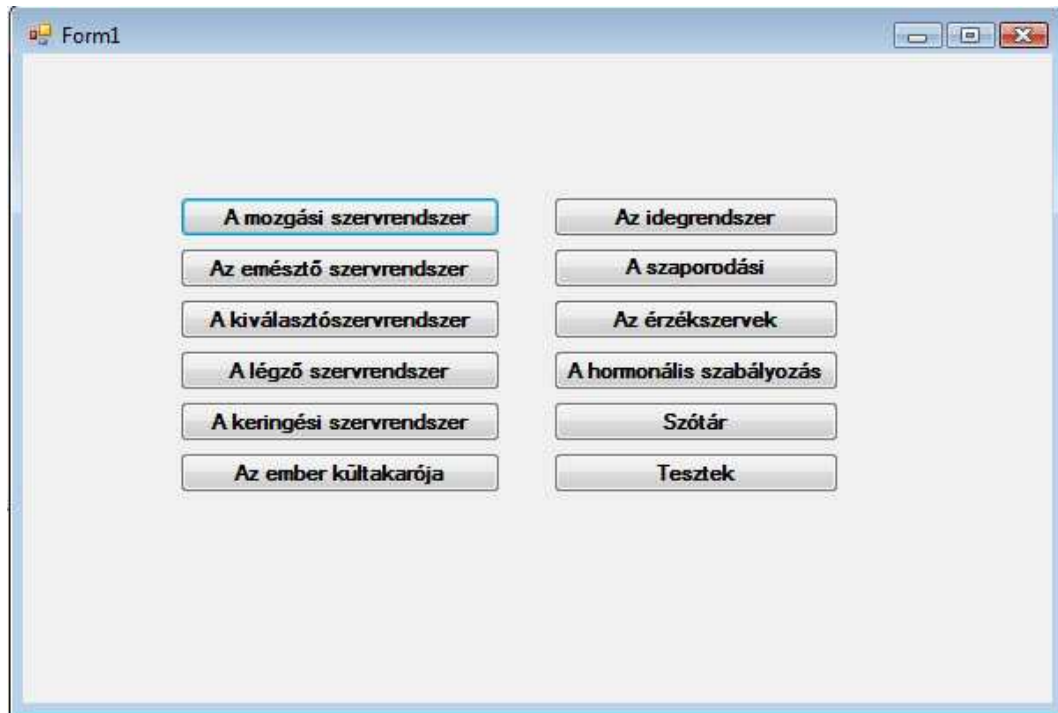 Form1
A mozgási szervrendszer
Az emésztő szervrendszer
A kiválasztószervrendszer
A légző szervrendszer
A keringési szervrendszer
Az ember kültakarója
Az idegrendszer
A szaporodási
Az érzékszervek
A hormonális szabályozás
Szótár
Tesztek